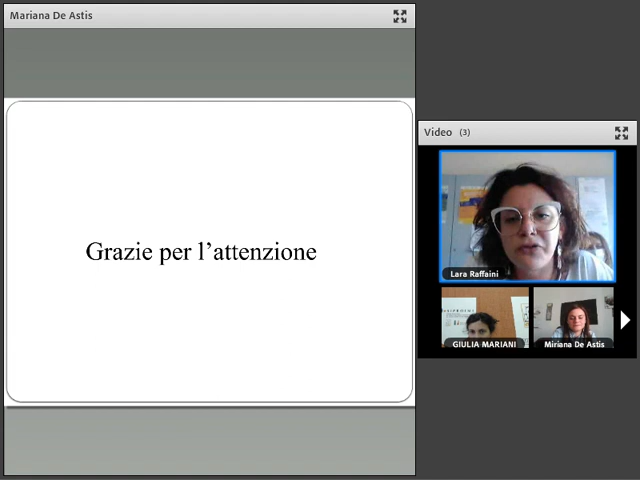 Mariana De Astis
Grazie per l’attenzione
Video (3)
Lara Raffaini
GIULIA MARIANI
Miriana De Astis